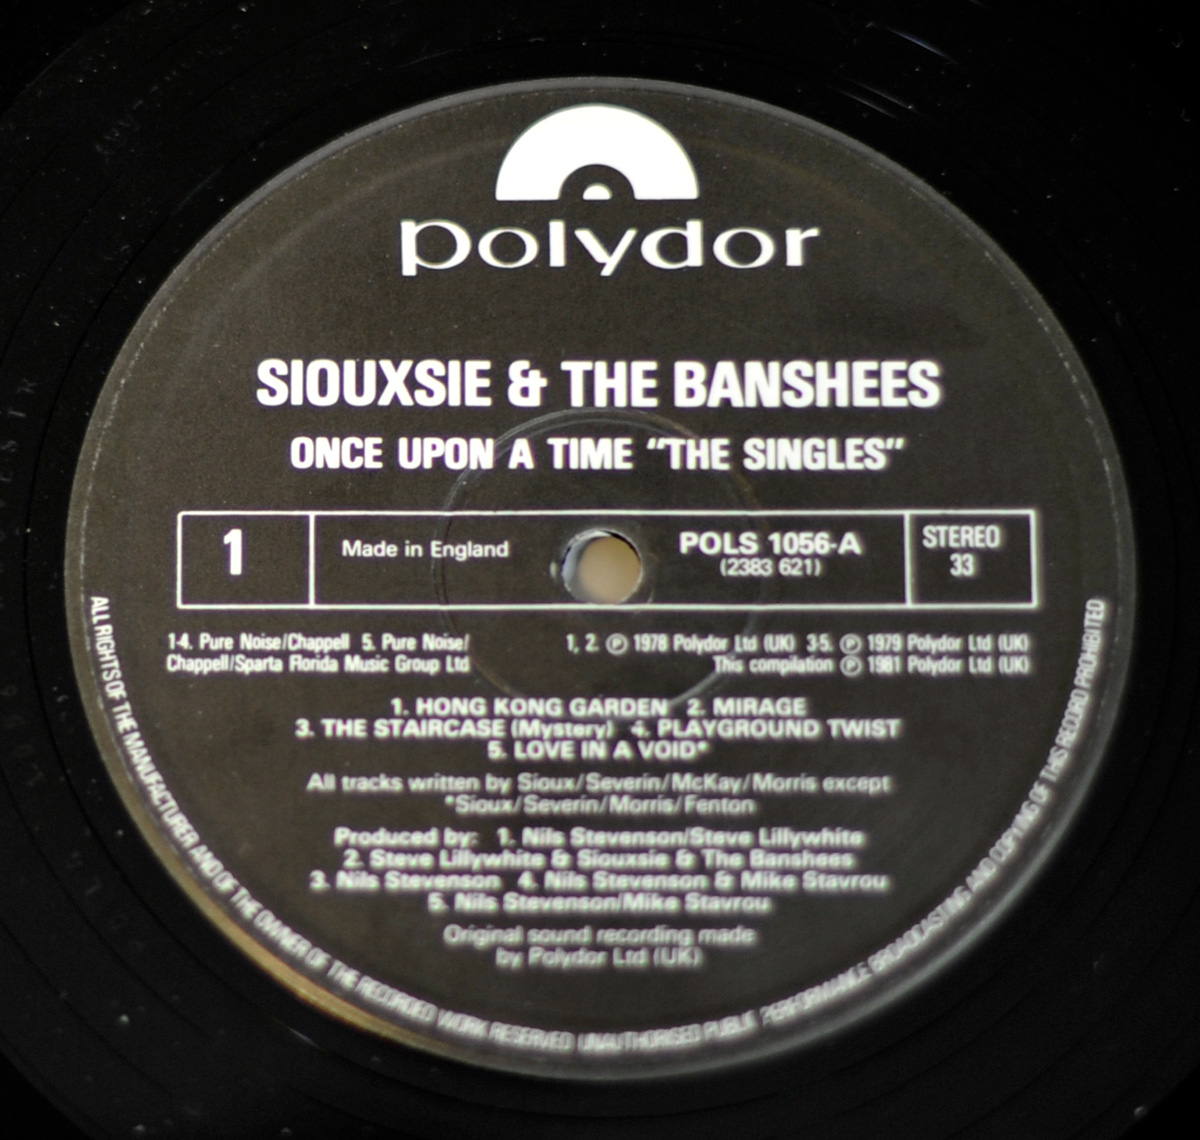 polydor
SIOUXSIE & THE BANSHEES
ONCE UPON A TIME "THE SINGLES"
1
Made in England
POLS 1056-A
(2383 621)
STEREO
33
1-4. Pure Noise/Chappell 5. Pure Noise/
Chappell/Sparta Florida Music Group Ltd
1, 2. ℗ 1978 Polydor Ltd (UK) 3-5. ℗ 1979 Polydor Ltd (UK)
This compilation ℗ 1981 Polydor Ltd (UK)
1. HONG KONG GARDEN 2. MIRAGE
3. THE STAIRCASE (Mystery) 4. PLAYGROUND TWIST
5. LOVE IN A VOID*
All tracks written by Sioux/Severin/McKay/Morris except
*Sioux/Severin/Morris/Fenton
Produced by: 1. Nils Stevenson/Steve Lillywhite
2. Steve Lillywhite & Siouxsie & The Banshees
3. Nils Stevenson 4. Nils Stevenson & Mike Stavrou
5. Nils Stevenson/Mike Stavrou
Original sound recording made
by Polydor Ltd (UK)
ALL RIGHTS OF THE MANUFACTURER AND OF THE OWNER OF THE RECORDED WORK RESERVED UNAUTHORISED PUBLIC PERFORMANCE BROADCASTING AND COPYING OF THIS RECORD PROHIBITED